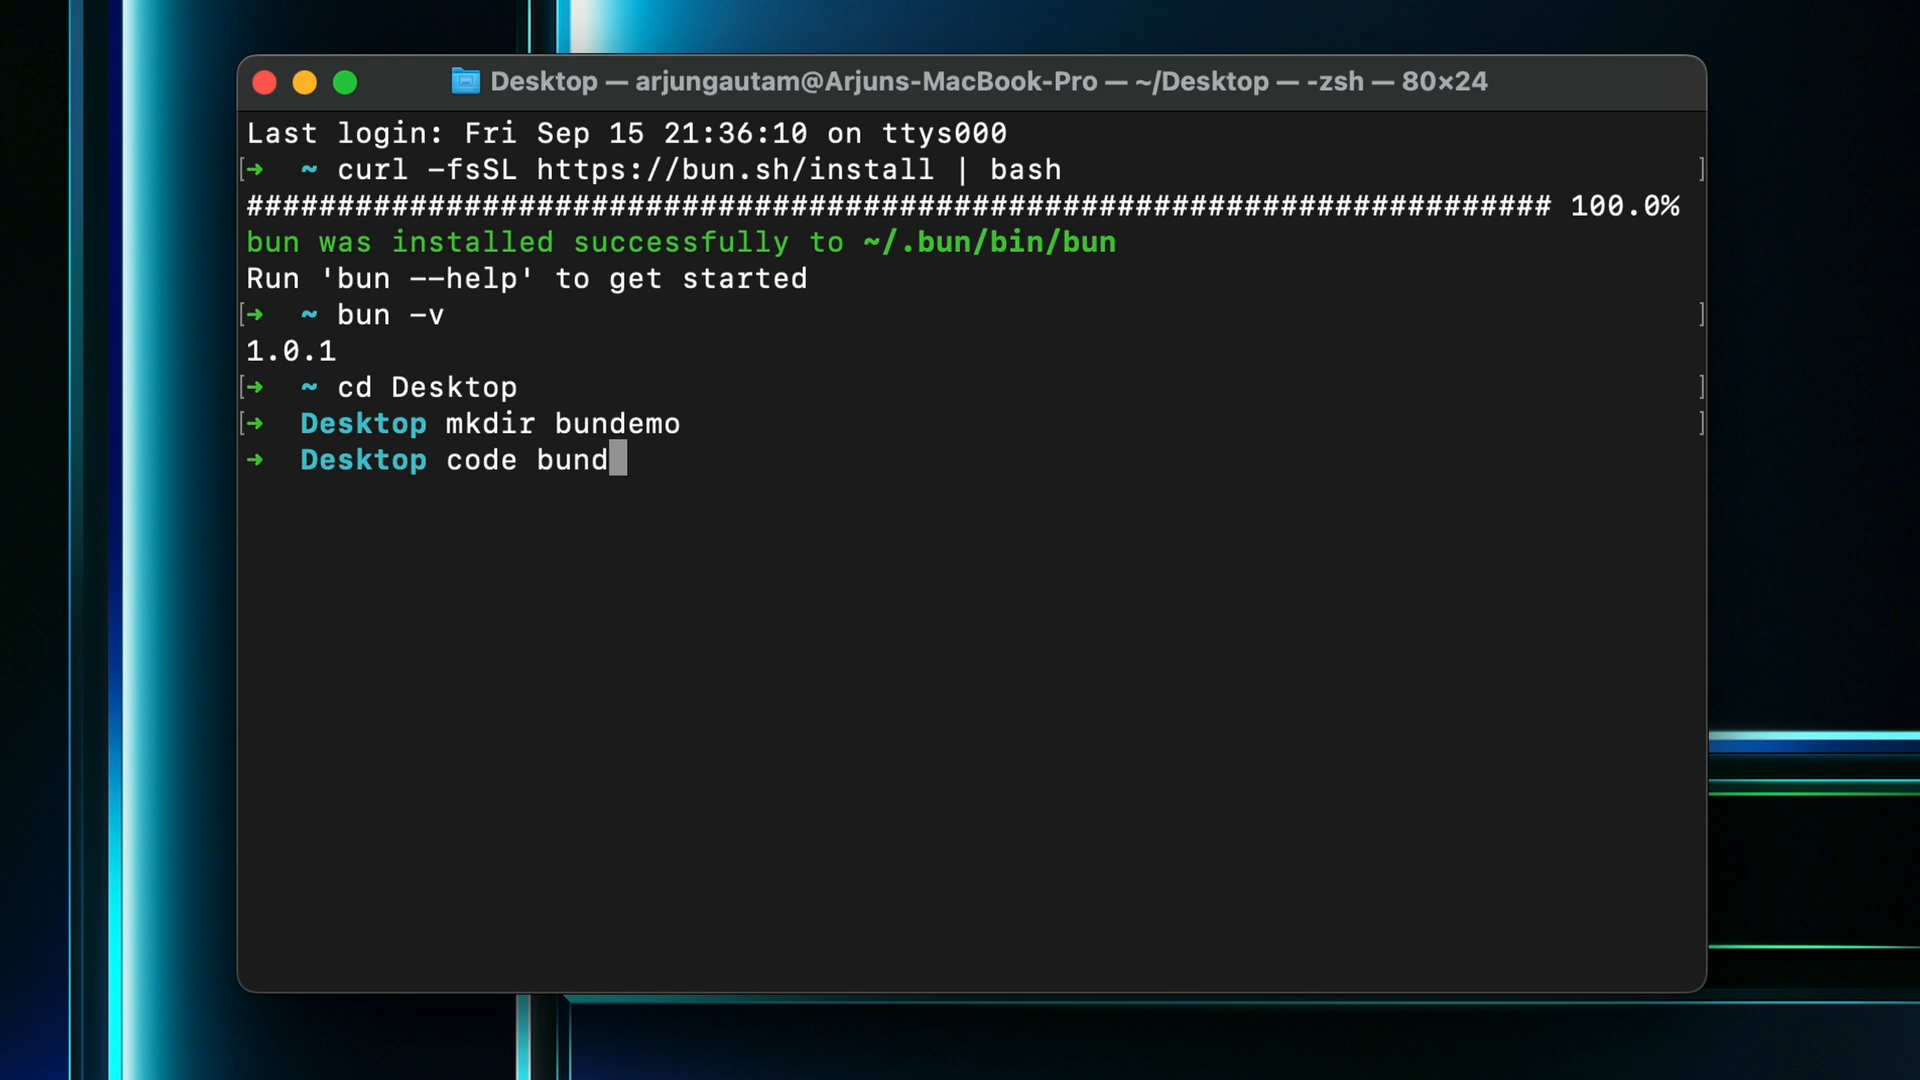 Desktop — arjungautam@Arjuns-MacBook-Pro — ~/Desktop — -zsh — 80×24
Last login: Fri Sep 15 21:36:10 on ttys000
[➜  ~ curl -fsSL https://bun.sh/install | bash ]
######################################################################## 100.0%
bun was installed successfully to ~/.bun/bin/bun
Run 'bun --help' to get started
[➜  ~ bun -v ]
1.0.1
[➜  ~ cd Desktop ]
[➜  Desktop mkdir bundemo ]
➜  Desktop code bund